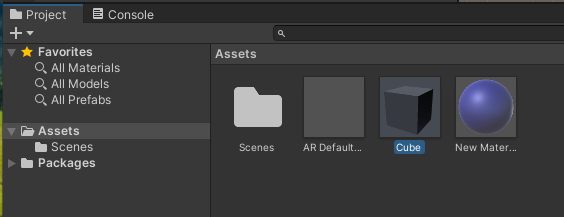 Project
Console
Favorites
All Materials
All Models
All Prefabs
Assets
Scenes
Packages
Assets
Scenes
AR Default...
Cube
New Mater...